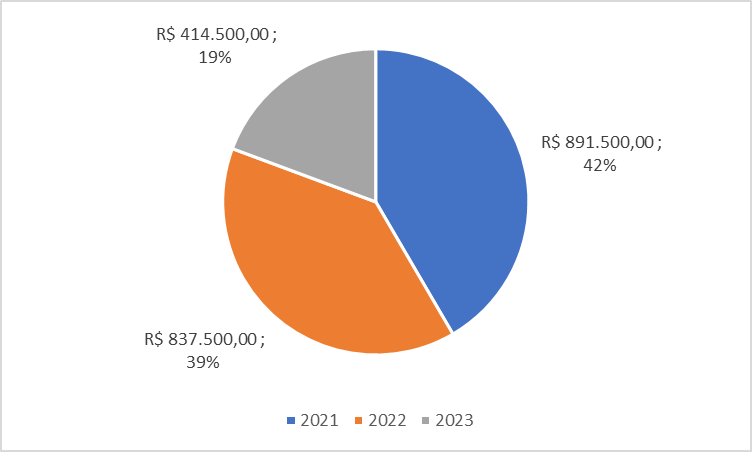 R$ 414.500,00 ;
19%
R$ 891.500,00 ;
42%
R$ 837.500,00 ;
39%
2021 2022 2023